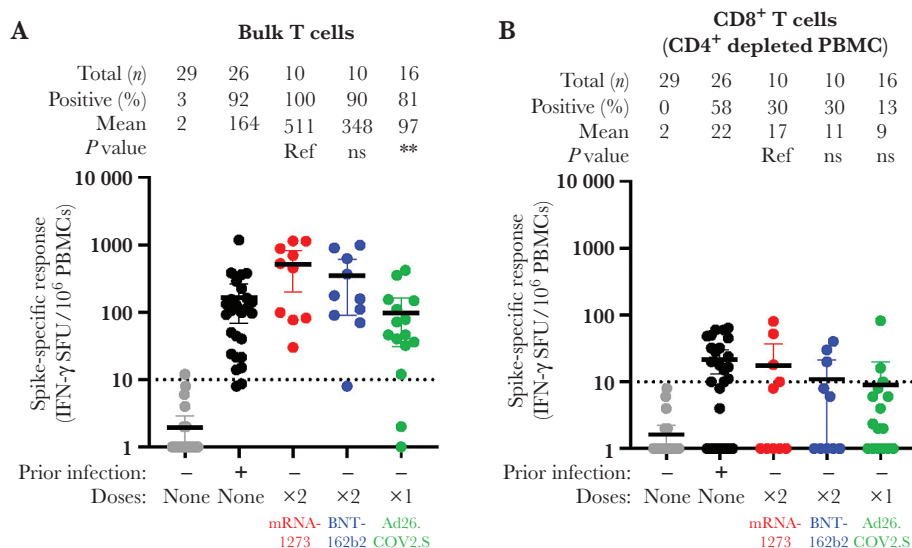 A
Bulk T cells
Total (n) 29 26 10 10 16
Positive (%) 3 92 100 90 81
Mean 2 164 511 348 97
P value Ref ns **
Spike-specific response
(IFN-γ SFU/10⁶ PBMCs)
10 000
1000
100
10
1
Prior infection: − + − − −
Doses: None None ×2 ×2 ×1
mRNA-1273
BNT-162b2
Ad26.COV2.S
B
CD8⁺ T cells
(CD4⁺ depleted PBMC)
Total (n) 29 26 10 10 16
Positive (%) 0 58 30 30 13
Mean 2 22 17 11 9
P value Ref ns ns
Spike-specific response
(IFN-γ SFU/10⁶ PBMCs)
10 000
1000
100
10
1
Prior infection: − + − − −
Doses: None None ×2 ×2 ×1
mRNA-1273
BNT-162b2
Ad26.COV2.S